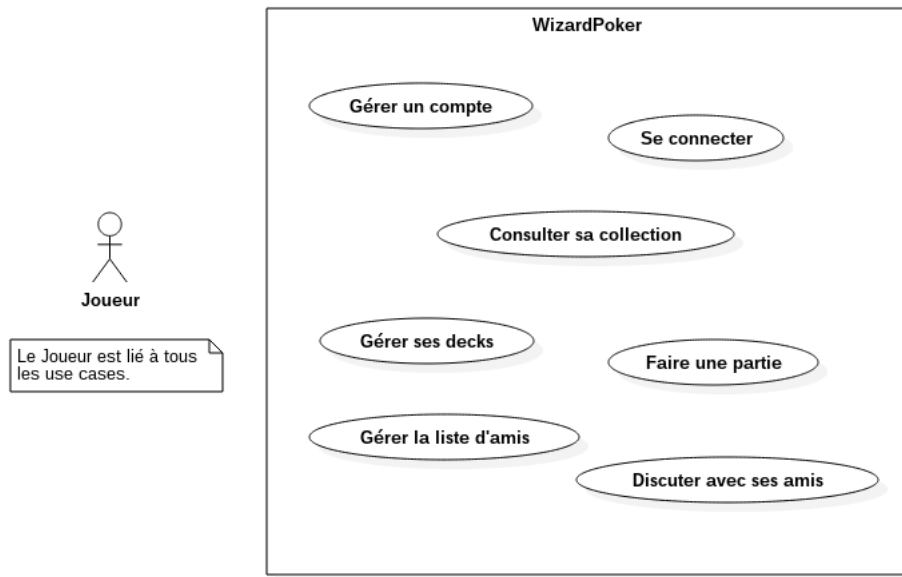 WizardPoker
Gérer un compte
Se connecter
Consulter sa collection
Joueur
Gérer ses decks
Le Joueur est lié à tous
les use cases.
Faire une partie
Gérer la liste d'amis
Discuter avec ses amis